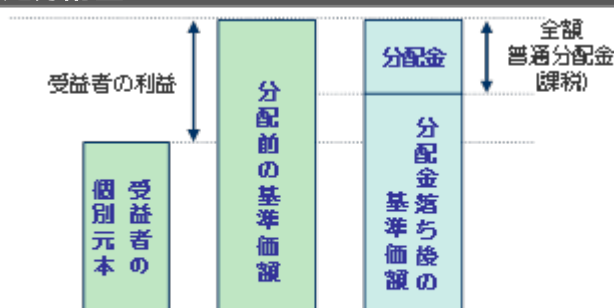 全額
普通分配金
(課税)
分配金
受益者の利益
分配前の基準価額
分配金落ち後の
基準価額
受益者の
個別元本